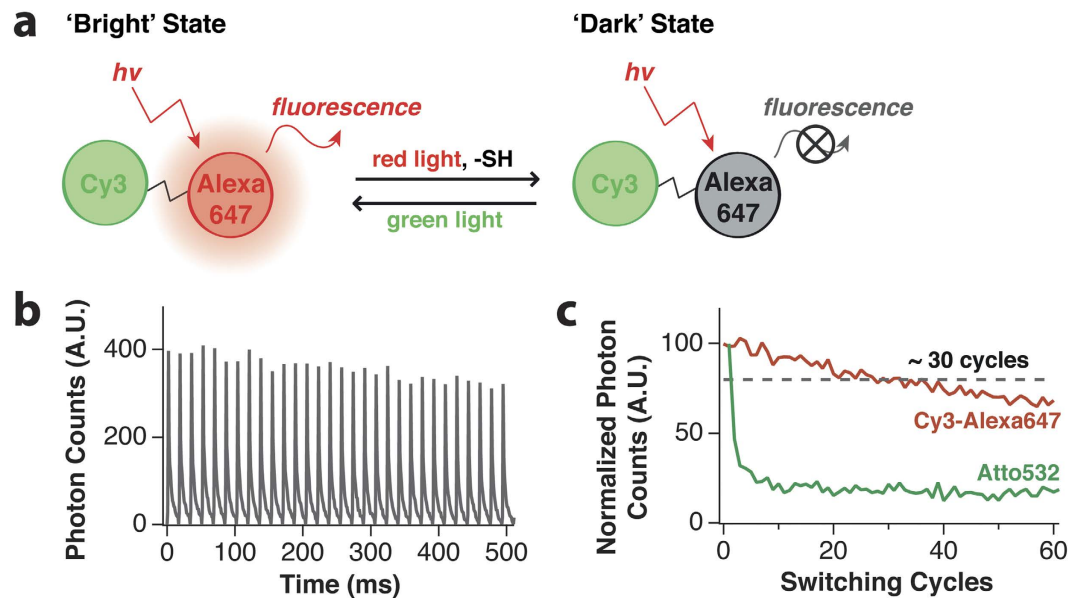 a 'Bright' State 'Dark' State
hv hv
fluorescence fluorescence
Cy3 Alexa 647 red light, -SH Cy3 Alexa 647
green light
b
Photon Counts (A.U.)
400
200
0
0 100 200 300 400 500
Time (ms)
c
Normalized Photon
Counts (A.U.)
100
50
0
~ 30 cycles
Cy3-Alexa647
Atto532
0 20 40 60
Switching Cycles